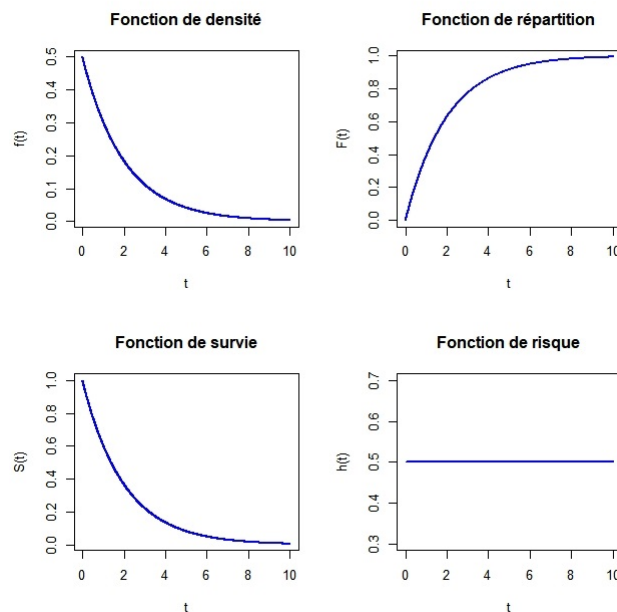 Fonction de densité
f(t)
0.0 0.1 0.2 0.3 0.4 0.5
0 2 4 6 8 10
t
Fonction de répartition
F(t)
0.0 0.2 0.4 0.6 0.8 1.0
0 2 4 6 8 10
t
Fonction de survie
S(t)
0.0 0.2 0.4 0.6 0.8 1.0
0 2 4 6 8 10
t
Fonction de risque
h(t)
0.3 0.4 0.5 0.6 0.7
0 2 4 6 8 10
t